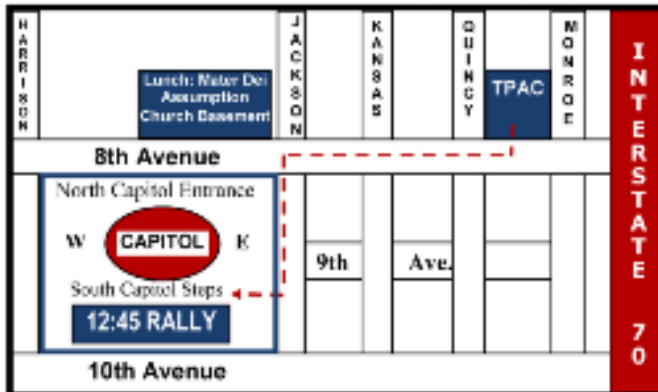 HARRISON
Lunch: Mater Dei
Assumption
Church Basement
JACKSON
KANSAS
QUINCY
TPAC
MONROE
INTERSTATE 70
8th Avenue
North Capitol Entrance
W
CAPITOL
E
9th
Ave.
South Capitol Steps
12:45 RALLY
10th Avenue